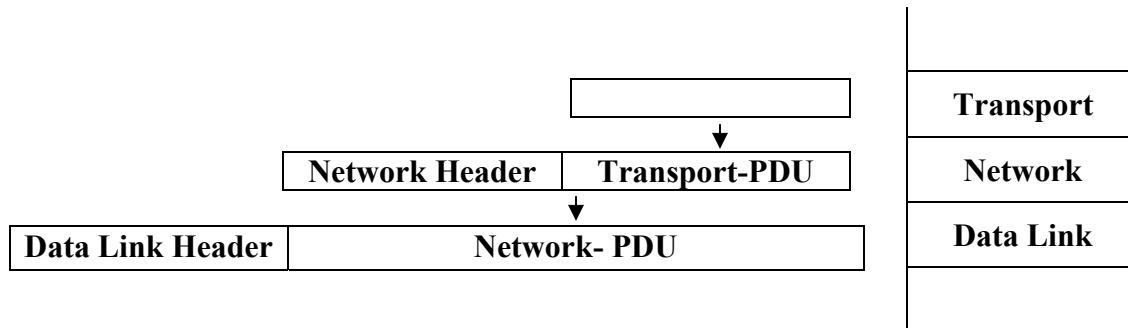 Transport
Network Header Transport-PDU
Network
Data Link Header Network- PDU
Data Link